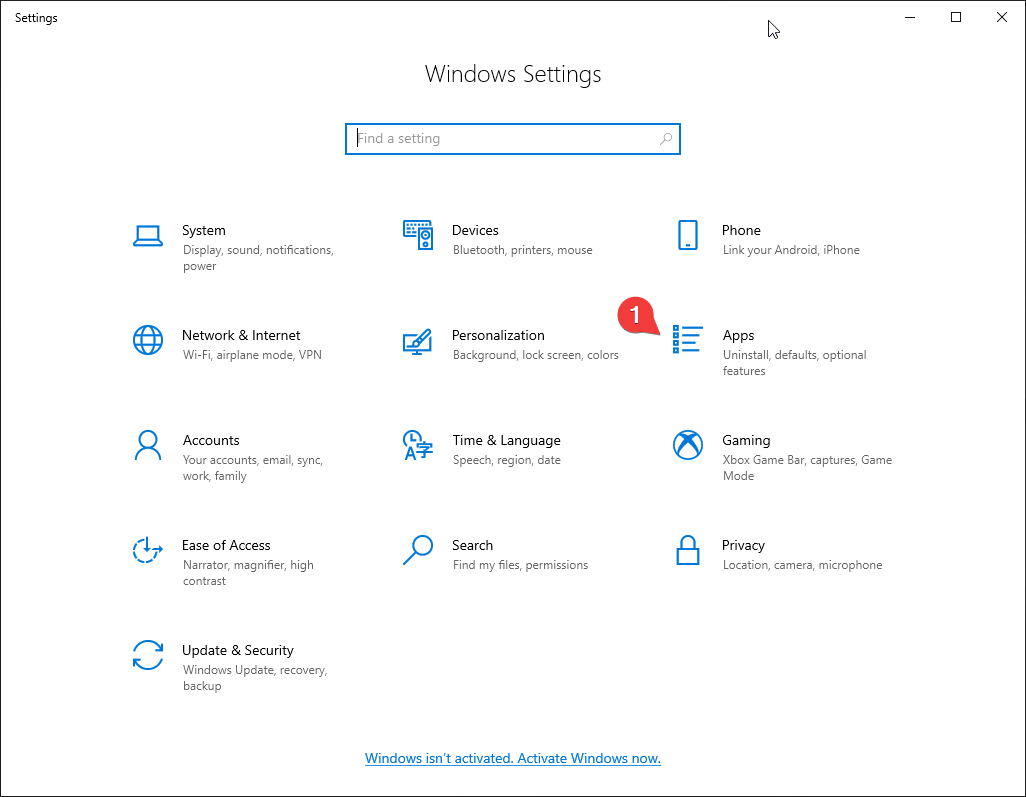 Settings
Windows Settings
Find a setting
System
Display, sound, notifications,
power
Devices
Bluetooth, printers, mouse
Phone
Link your Android, iPhone
Network & Internet
Wi-Fi, airplane mode, VPN
Personalization
Background, lock screen, colors
1
Apps
Uninstall, defaults, optional
features
Accounts
Your accounts, email, sync,
work, family
Time & Language
Speech, region, date
Gaming
Xbox Game Bar, captures, Game
Mode
Ease of Access
Narrator, magnifier, high
contrast
Search
Find my files, permissions
Privacy
Location, camera, microphone
Update & Security
Windows Update, recovery,
backup
Windows isn't activated. Activate Windows now.